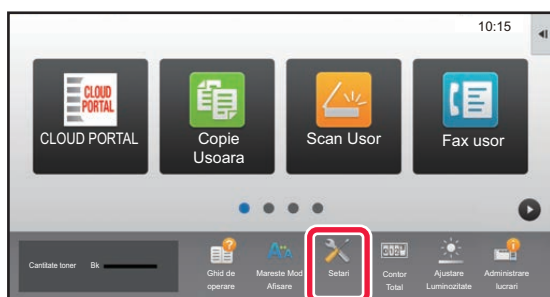 10:15
CLOUD
PORTAL
CLOUD PORTAL
Copie
Usoara
Scan Usor
Fax usor
Cantitate toner Bk
Ghid de
operare
Mareste Mod
Afisare
Setari
Contor
Total
Ajustare
Luminozitate
Administrare
lucrari